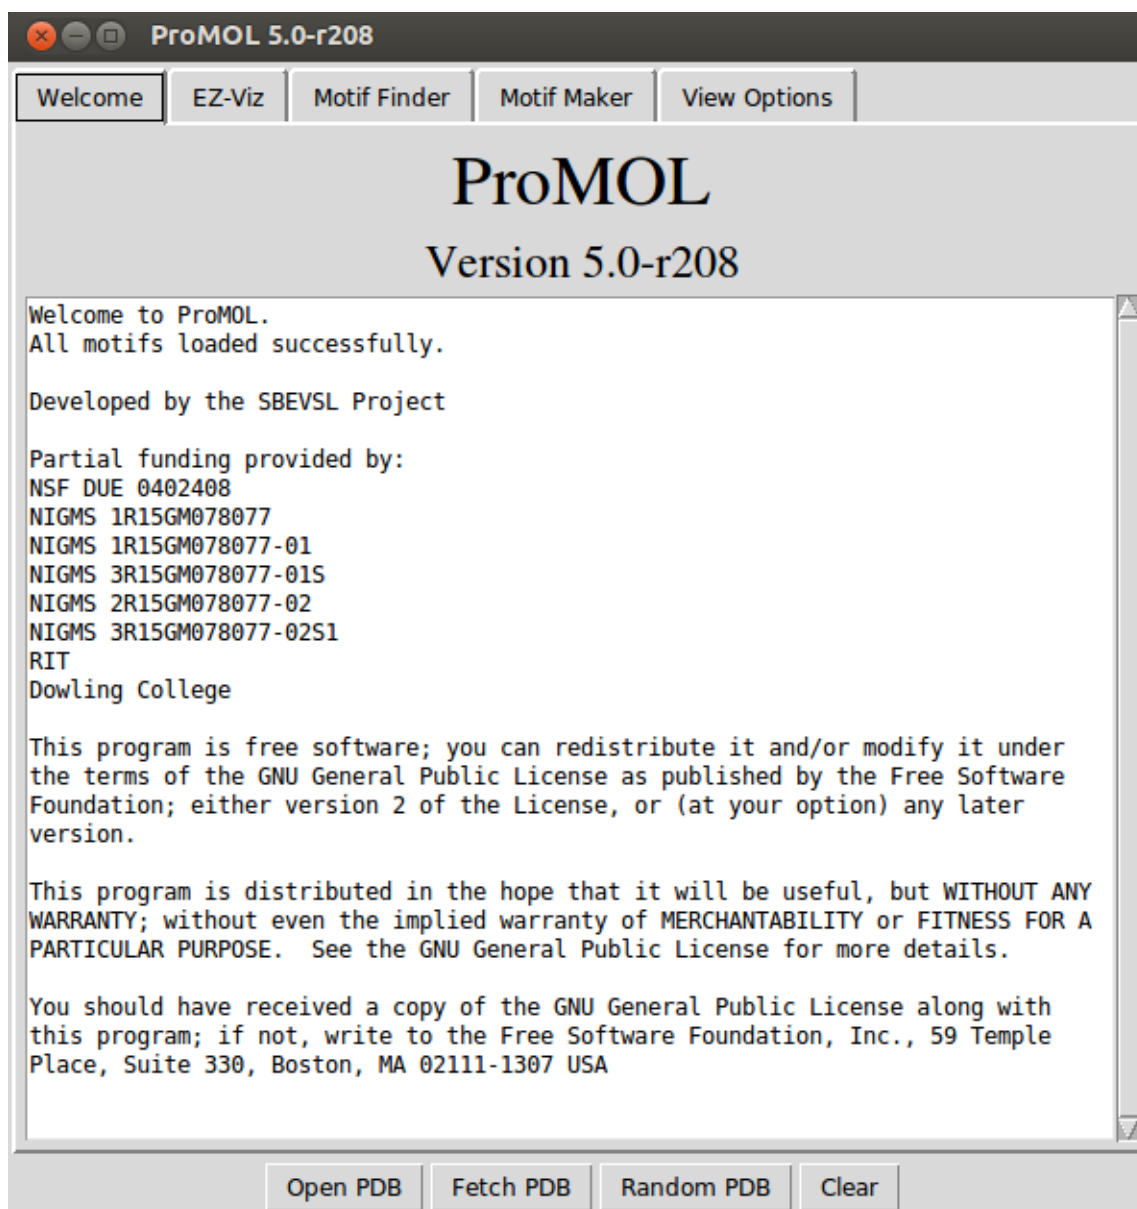 ProMOL 5.0-r208
Welcome EZ-Viz Motif Finder Motif Maker View Options
ProMOL
Version 5.0-r208
Welcome to ProMOL.
All motifs loaded successfully.
Developed by the SBEVSL Project
Partial funding provided by:
NSF DUE 0402408
NIGMS 1R15GM078077
NIGMS 1R15GM078077-01
NIGMS 3R15GM078077-01S
NIGMS 2R15GM078077-02
NIGMS 3R15GM078077-02S1
RIT
Dowling College
This program is free software; you can redistribute it and/or modify it under
the terms of the GNU General Public License as published by the Free Software
Foundation; either version 2 of the License, or (at your option) any later
version.
This program is distributed in the hope that it will be useful, but WITHOUT ANY
WARRANTY; without even the implied warranty of MERCHANTABILITY or FITNESS FOR A
PARTICULAR PURPOSE.  See the GNU General Public License for more details.
You should have received a copy of the GNU General Public License along with
this program; if not, write to the Free Software Foundation, Inc., 59 Temple
Place, Suite 330, Boston, MA 02111-1307 USA
Open PDB Fetch PDB Random PDB Clear